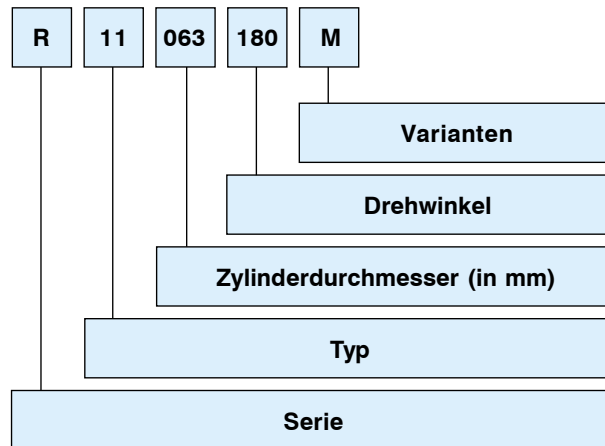 R 11 063 180 M
Varianten
Drehwinkel
Zylinderdurchmesser (in mm)
Typ
Serie